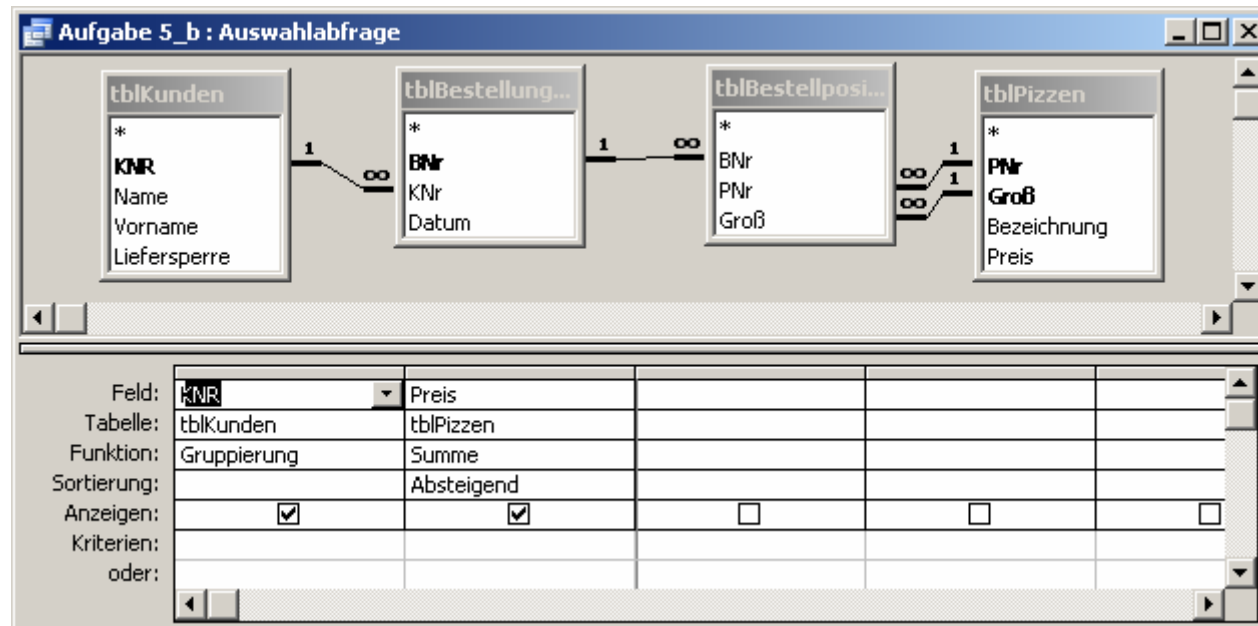 Aufgabe 5_b : Auswahlabfrage
tblKunden
*
KNR
Name
Vorname
Liefersperre
1
∞
tblBestellung...
*
BNr
KNr
Datum
1
∞
tblBestellposi...
*
BNr
PNr
Groß
∞
1
∞
1
tblPizzen
*
PNr
Groß
Bezeichnung
Preis
Feld: KNR Preis
Tabelle: tblKunden tblPizzen
Funktion: Gruppierung Summe
Sortierung: Absteigend
Anzeigen:
Kriterien:
oder: